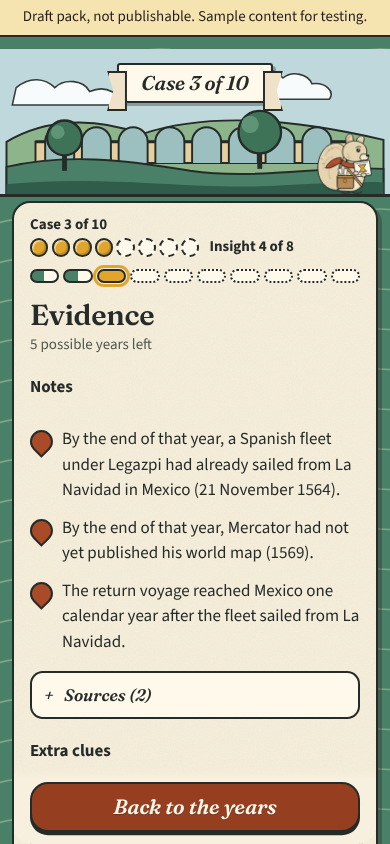 Draft pack, not publishable. Sample content for testing.
Case 3 of 10
Case 3 of 10
Insight 4 of 8
Evidence
5 possible years left
Notes
By the end of that year, a Spanish fleet
under Legazpi had already sailed from La
Navidad in Mexico (21 November 1564).
By the end of that year, Mercator had not
yet published his world map (1569).
The return voyage reached Mexico one
calendar year after the fleet sailed from La
Navidad.
+ Sources (2)
Extra clues
Back to the years